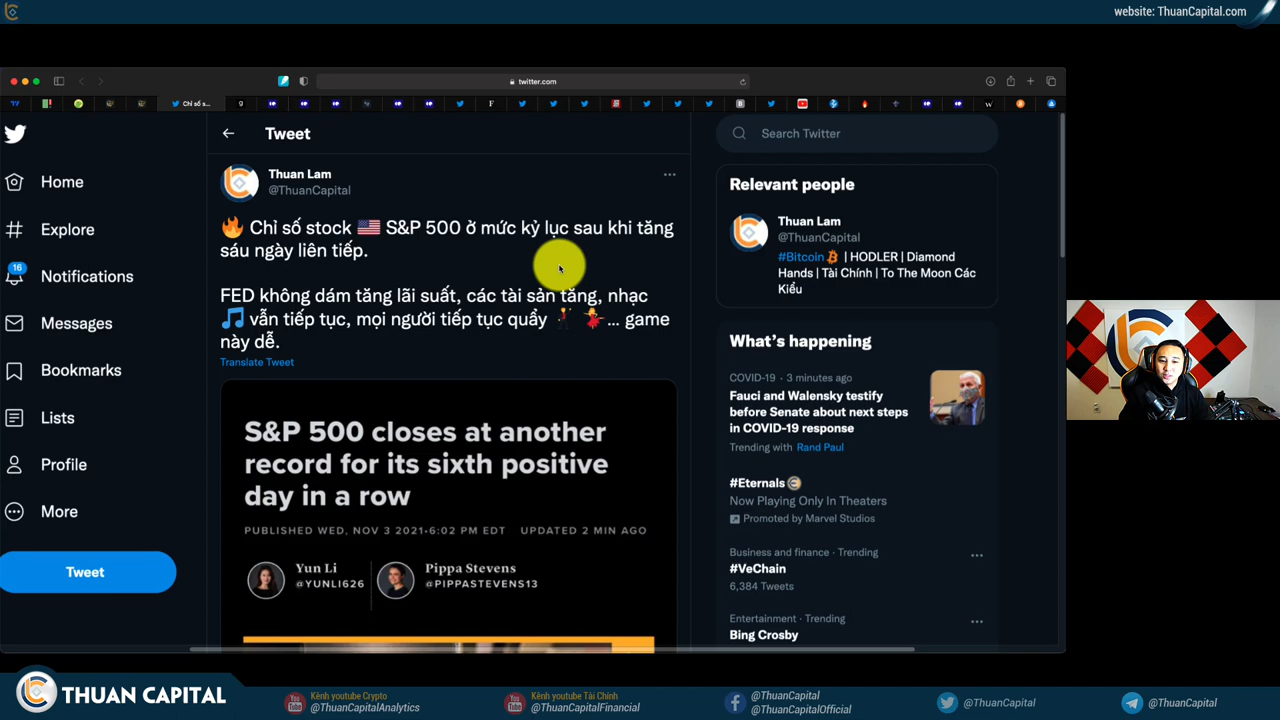 website: ThuanCapital.com
twitter.com
Chỉ số s...
Tweet
Search Twitter
Home
Explore
16
Notifications
Messages
Bookmarks
Lists
Profile
More
Tweet
Thuan Lam
@ThuanCapital
🔥 Chỉ số stock 🇺🇸 S&P 500 ở mức kỷ lục sau khi tăng
sáu ngày liên tiếp.
FED không dám tăng lãi suất, các tài sản tăng, nhạc
🎵 vẫn tiếp tục, mọi người tiếp tục quẩy 🕺 💃... game
này dễ.
Translate Tweet
S&P 500 closes at another
record for its sixth positive
day in a row
PUBLISHED WED, NOV 3 2021•6:02 PM EDT UPDATED 2 MIN AGO
Yun Li
@YUNLI626
Pippa Stevens
@PIPPASTEVENS13
Relevant people
Thuan Lam
@ThuanCapital
#Bitcoin | HODLER | Diamond
Hands | Tài Chính | To The Moon Các
Kiểu
What's happening
COVID-19 · 3 minutes ago
Fauci and Walensky testify
before Senate about next steps
in COVID-19 response
Trending with Rand Paul
#Eternals
Now Playing Only In Theaters
Promoted by Marvel Studios
Business and finance · Trending
#VeChain
6,384 Tweets
Entertainment · Trending
Bing Crosby
THUAN CAPITAL
You Tube
Kênh youtube Crypto
@ThuanCapitalAnalytics
You Tube
Kênh youtube Tài Chính
@ThuanCapitalFinancial
@ThuanCapital
@ThuanCapitalOfficial
@ThuanCapital
@ThuanCapital